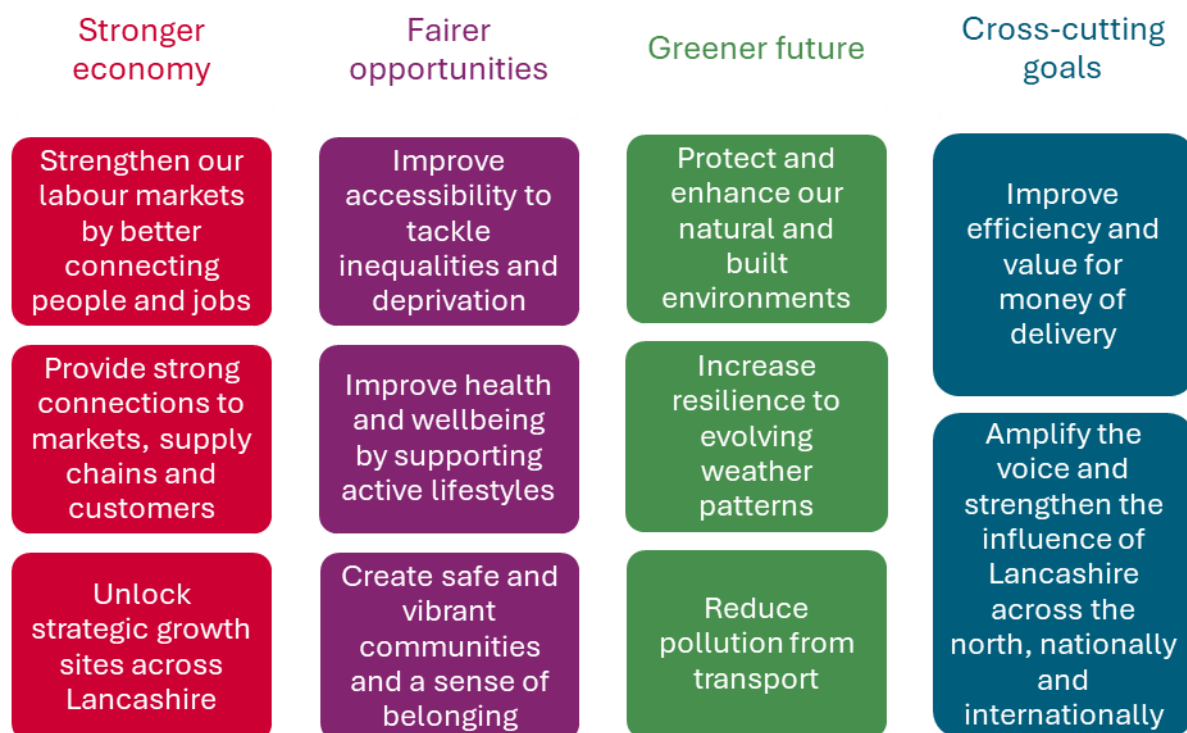 Stronger
economy
Strengthen our
labour markets
by better
connecting
people and jobs
Provide strong
connections to
markets, supply
chains and
customers
Unlock
strategic growth
sites across
Lancashire
Fairer
opportunities
Improve
accessibility to
tackle
inequalities and
deprivation
Improve health
and wellbeing
by supporting
active lifestyles
Create safe and
vibrant
communities
and a sense of
belonging
Greener future
Protect and
enhance our
natural and
built
environments
Increase
resilience to
evolving
weather
patterns
Reduce
pollution from
transport
Cross-cutting
goals
Improve
efficiency and
value for
money of
delivery
Amplify the
voice and
strengthen the
influence of
Lancashire
across the
north, nationally
and
internationally